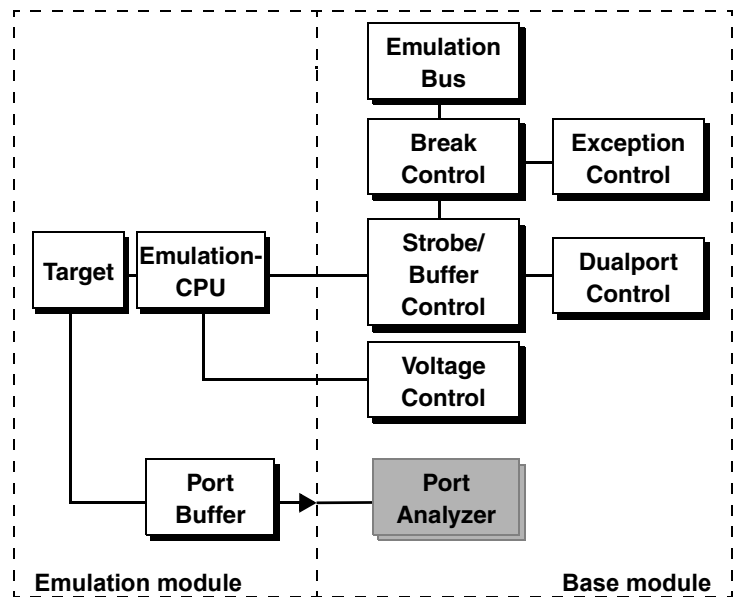 Emulation
Bus
Break
Control
Exception
Control
Target
Emulation-
CPU
Strobe/
Buffer
Control
Dualport
Control
Voltage
Control
Port
Buffer
Port
Analyzer
Emulation module
Base module